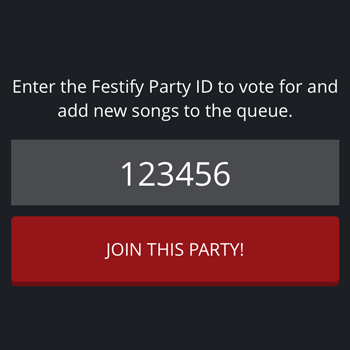 Enter the Festify Party ID to vote for and
add new songs to the queue.
123456
JOIN THIS PARTY!